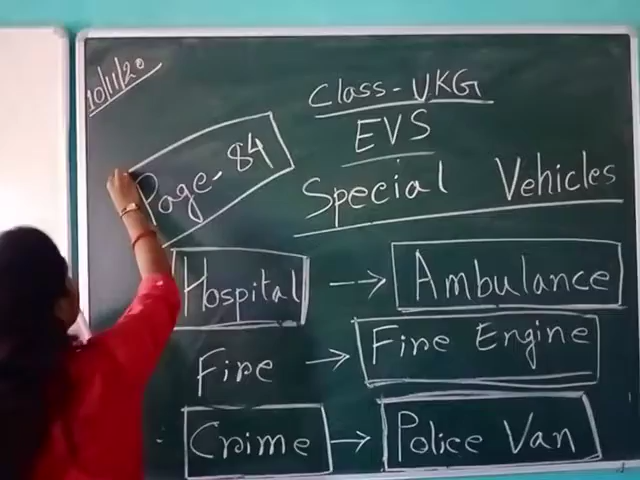 10/11/20
Class-UKG
EVS
Page-84
Special Vehicles
Hospital → Ambulance
Fire → Fire Engine
Crime → Police Van